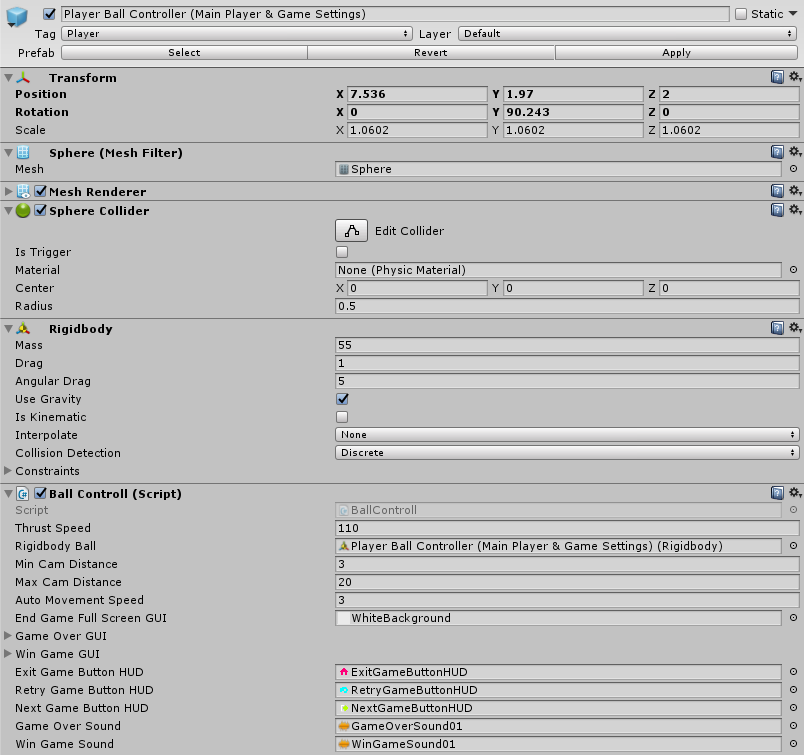 Player Ball Controller (Main Player & Game Settings) Static
Tag Player Layer Default
Prefab Select Revert Apply
Transform
Position X 7.536 Y 1.97 Z 2
Rotation X 0 Y 90.243 Z 0
Scale X 1.0602 Y 1.0602 Z 1.0602
Sphere (Mesh Filter)
Mesh Sphere
Mesh Renderer
Sphere Collider
Edit Collider
Is Trigger
Material None (Physic Material)
Center X 0 Y 0 Z 0
Radius 0.5
Rigidbody
Mass 55
Drag 1
Angular Drag 5
Use Gravity
Is Kinematic
Interpolate None
Collision Detection Discrete
Constraints
Ball Controll (Script)
Script BallControll
Thrust Speed 110
Rigidbody Ball Player Ball Controller (Main Player & Game Settings) (Rigidbody)
Min Cam Distance 3
Max Cam Distance 20
Auto Movement Speed 3
End Game Full Screen GUI WhiteBackground
Game Over GUI
Win Game GUI
Exit Game Button HUD ExitGameButtonHUD
Retry Game Button HUD RetryGameButtonHUD
Next Game Button HUD NextGameButtonHUD
Game Over Sound GameOverSound01
Win Game Sound WinGameSound01